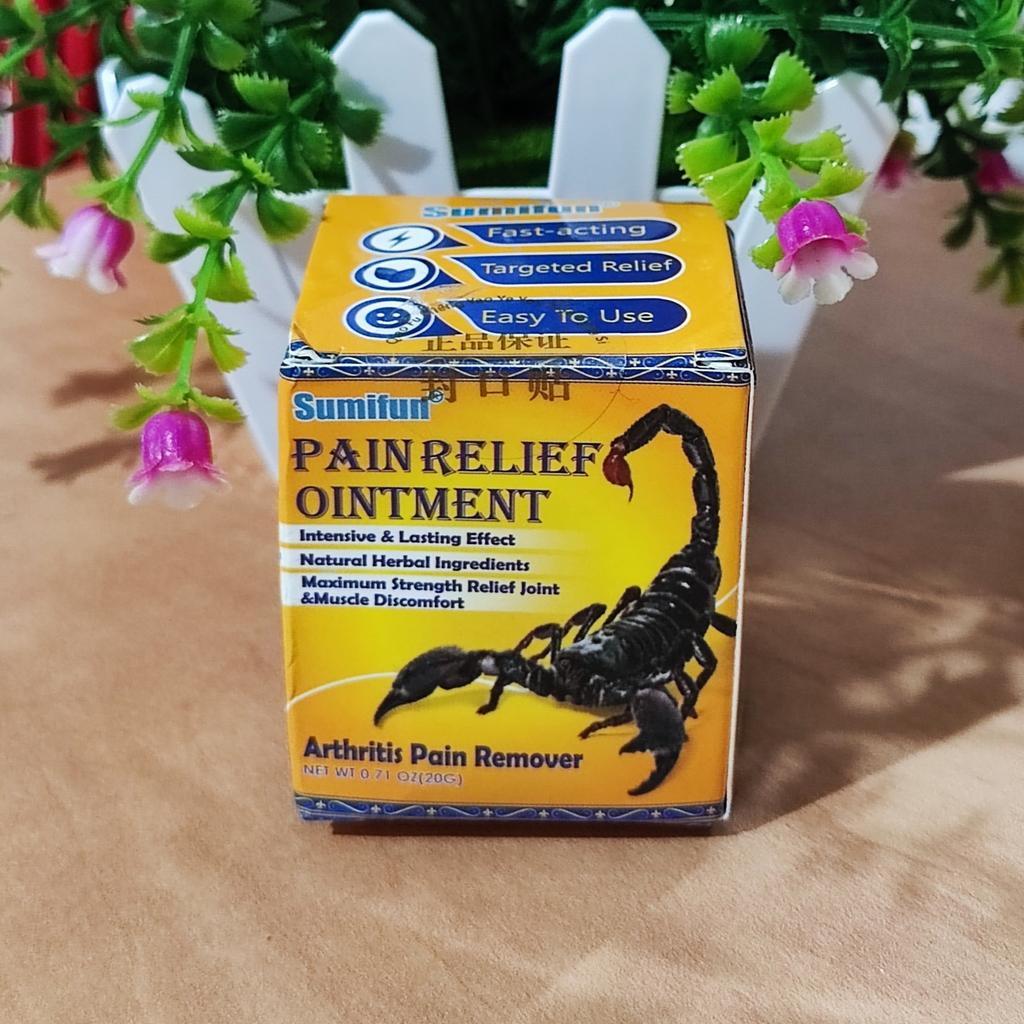 Sumifun®
Fast-acting
Targeted Relief
Easy To Use
正品保证
封口贴
Sumifun®
PAIN RELIEF
OINTMENT
Intensive & Lasting Effect
Natural Herbal Ingredients
Maximum Strength Relief Joint
&Muscle Discomfort
Arthritis Pain Remover
NET WT 0.71 OZ(20G)